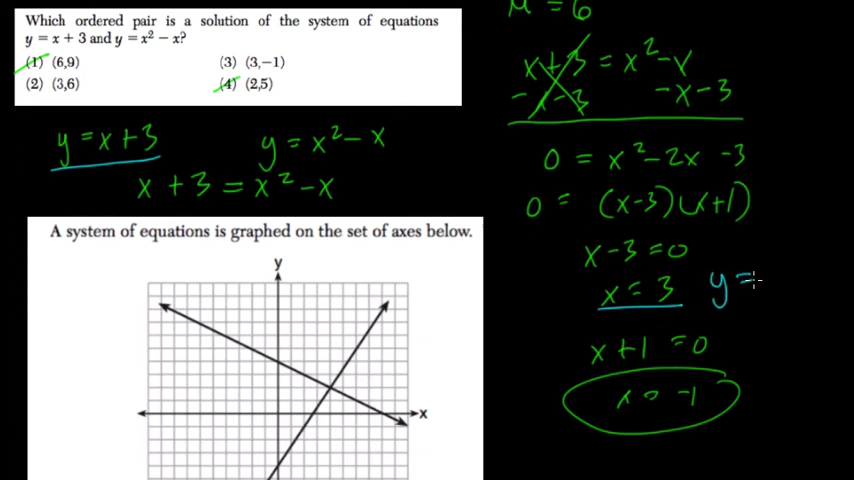 Which ordered pair is a solution of the system of equations
y = x + 3 and y = x² − x?
(1) (6,9)
(2) (3,6)
(3) (3,−1)
(4) (2,5)
y = x + 3
y = x² − x
x + 3 = x² − x
A system of equations is graphed on the set of axes below.
y
x
= 6
x + 3 = x² − x
− x − 3 − x − 3
0 = x² − 2x − 3
0 = (x − 3)(x + 1)
x − 3 = 0
x = 3
y =
x + 1 = 0
x = −1